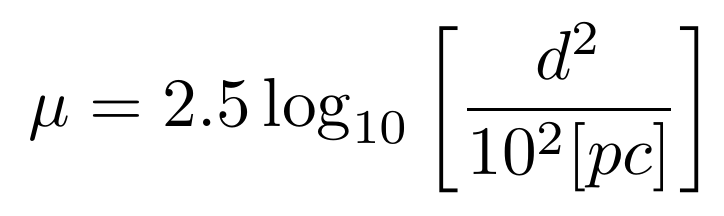 μ = 2.5 log₁₀ [d² / 10²[pc]]